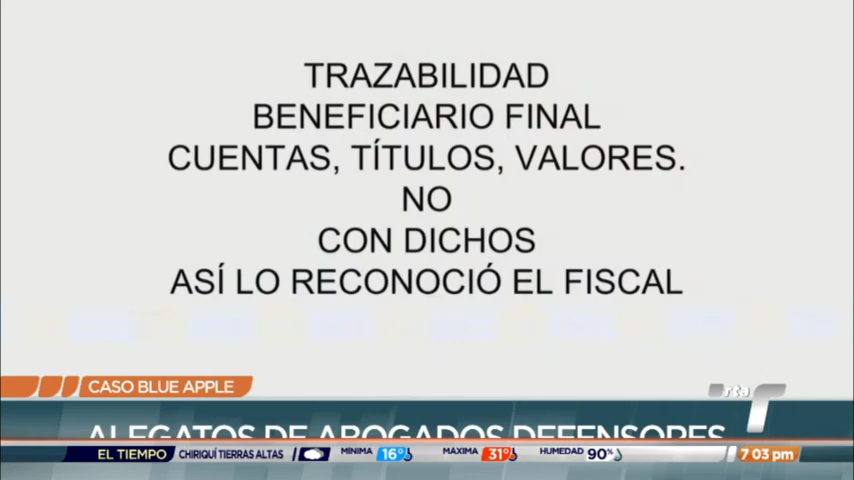 TRAZABILIDAD
BENEFICIARIO FINAL
CUENTAS, TÍTULOS, VALORES.
NO
CON DICHOS
ASÍ LO RECONOCIÓ EL FISCAL
CASO BLUE APPLE
rta
ALEGATOS DE ABOGADOS DEFENSORES
EL TIEMPO CHIRIQUÍ TIERRAS ALTAS MÍNIMA 16° MÁXIMA 31° HUMEDAD 90% 7:03 pm